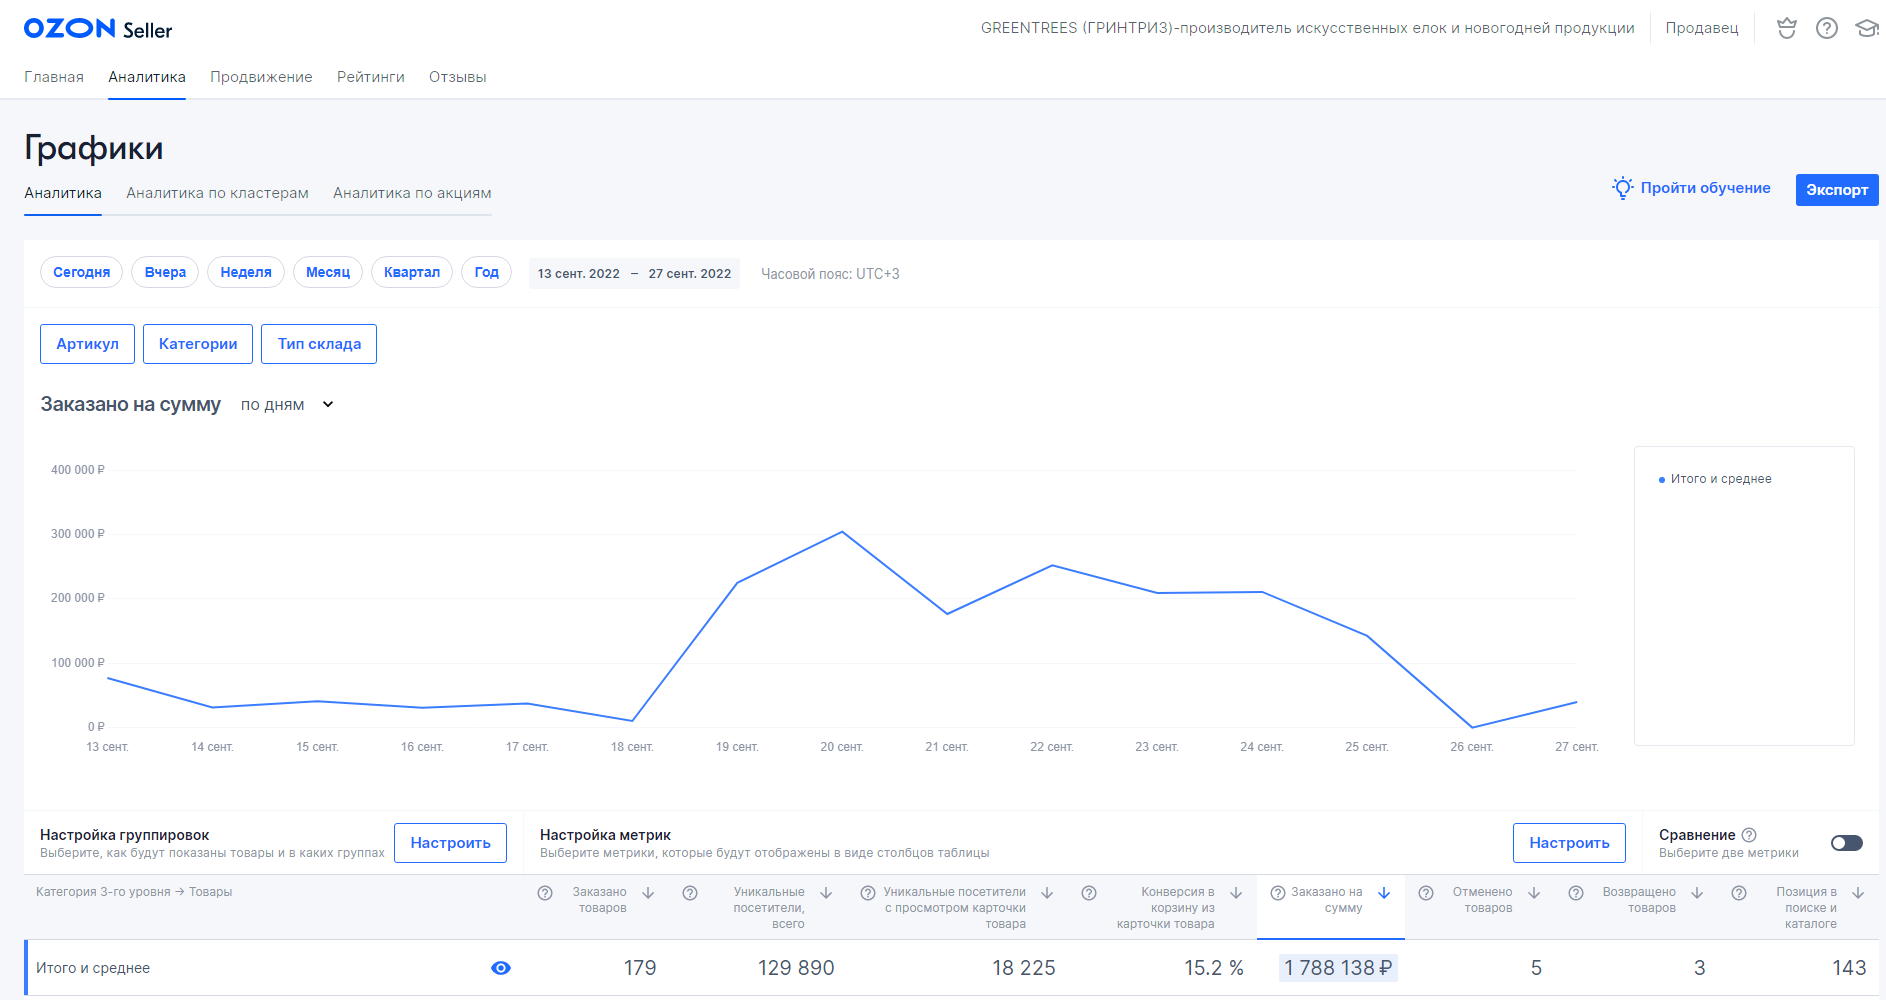 OZON Seller
GREENTREES (ГРИНТРИЗ)-производитель искусственных елок и новогодней продукции
Продавец
Главная Аналитика Продвижение Рейтинги Отзывы
Графики
Аналитика Аналитика по кластерам Аналитика по акциям
Пройти обучение
Экспорт
Сегодня Вчера Неделя Месяц Квартал Год 13 сент. 2022 – 27 сент. 2022 Часовой пояс: UTC+3
Артикул Категории Тип склада
Заказано на сумму по дням
400 000 ₽
300 000 ₽
200 000 ₽
100 000 ₽
0 ₽
13 сент. 14 сент. 15 сент. 16 сент. 17 сент. 18 сент. 19 сент. 20 сент. 21 сент. 22 сент. 23 сент. 24 сент. 25 сент. 26 сент. 27 сент.
Итого и среднее
Настройка группировок
Выберите, как будут показаны товары и в каких группах
Настроить
Настройка метрик
Выберите метрики, которые будут отображены в виде столбцов таблицы
Настроить
Сравнение
Выберите две метрики
Категория 3-го уровня → Товары
Заказано
товаров
Уникальные
посетители,
всего
Уникальные посетители
с просмотром карточки
товара
Конверсия в
корзину из
карточки товара
Заказано на
сумму
Отменено
товаров
Возвращено
товаров
Позиция в
поиске и
каталоге
Итого и среднее 179 129 890 18 225 15.2 % 1 788 138 ₽ 5 3 143